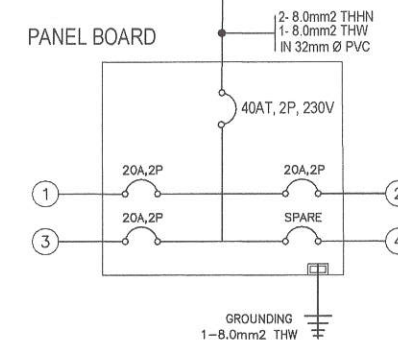 2- 8.0mm2 THHN
1- 8.0mm2 THW
IN 32mm Ø PVC
PANEL BOARD
40AT, 2P, 230V
20A,2P 20A,2P
1 2
20A,2P SPARE
3 4
GROUNDING
1-8.0mm2 THW